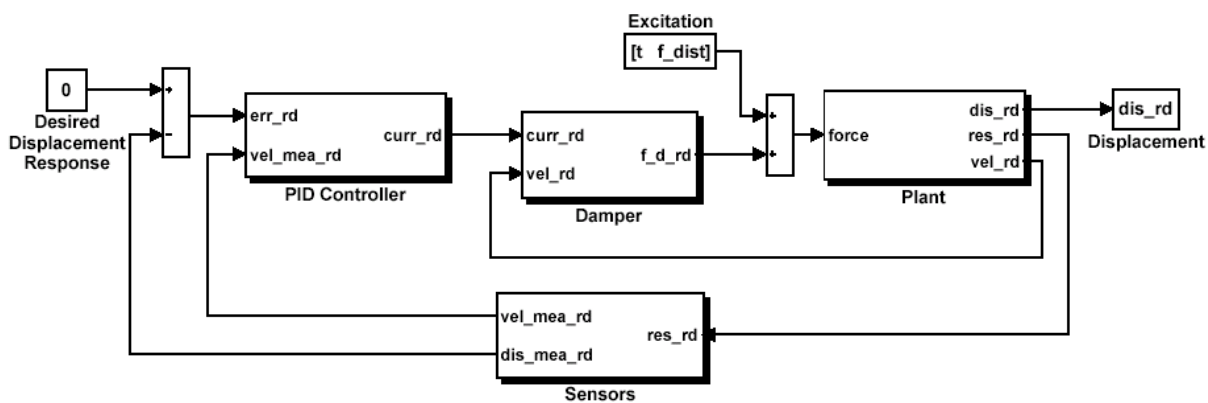 Excitation
[t f_dist]
0
+
-
Desired
Displacement
Response
err_rd
vel_mea_rd
curr_rd
PID Controller
curr_rd
vel_rd
f_d_rd
Damper
+
+
force
dis_rd
res_rd
vel_rd
Plant
dis_rd
Displacement
vel_mea_rd
dis_mea_rd
res_rd
Sensors